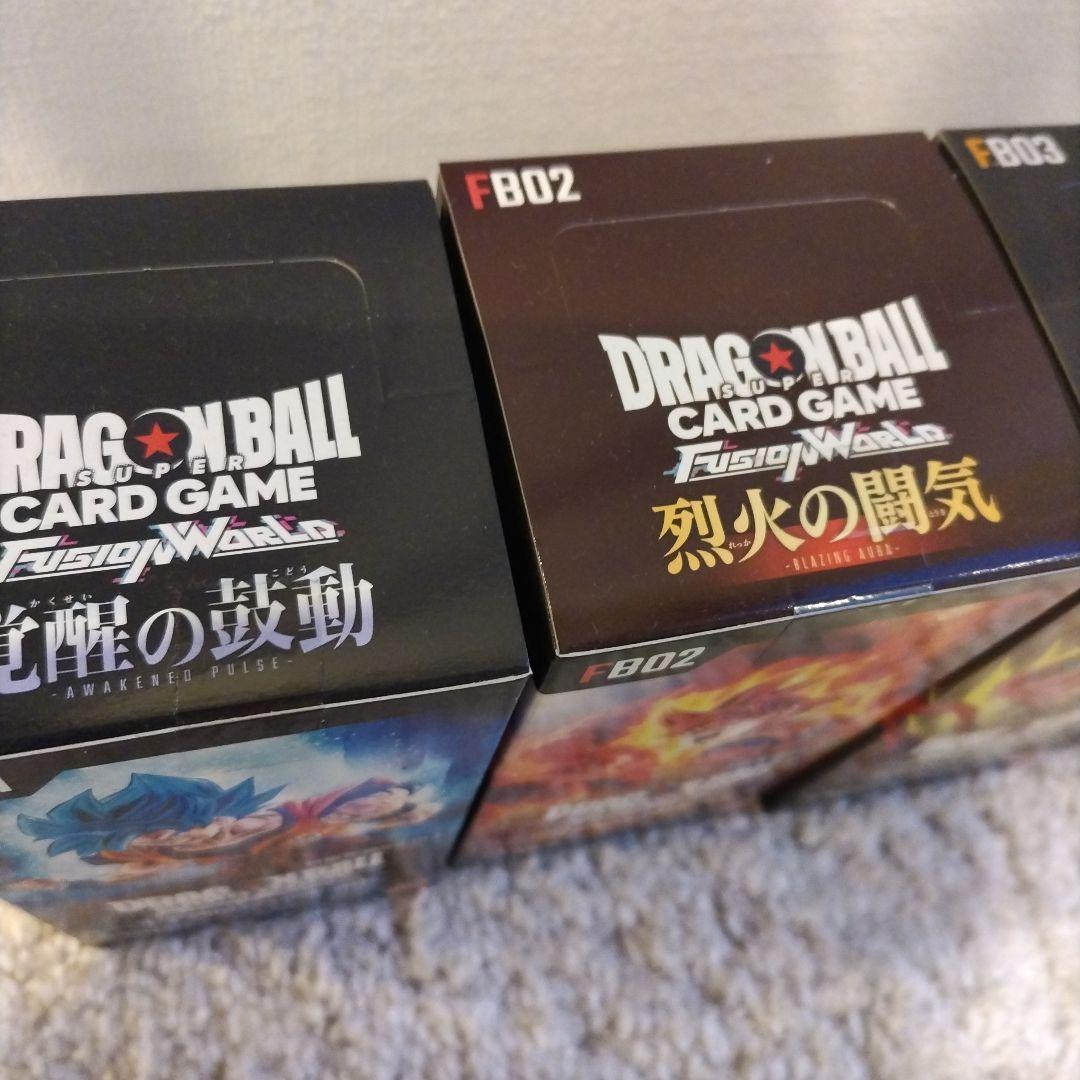 DRAGON BALL
SUPER
CARD GAME
FUSION WORLD
かくせい こどう
覚醒の鼓動
-AWAKENED PULSE-
FB02
DRAGON BALL
SUPER
CARD GAME
FUSION WORLD
烈火の闘気
れっか とうき
-BLAZING AURA-
FB02
FB03